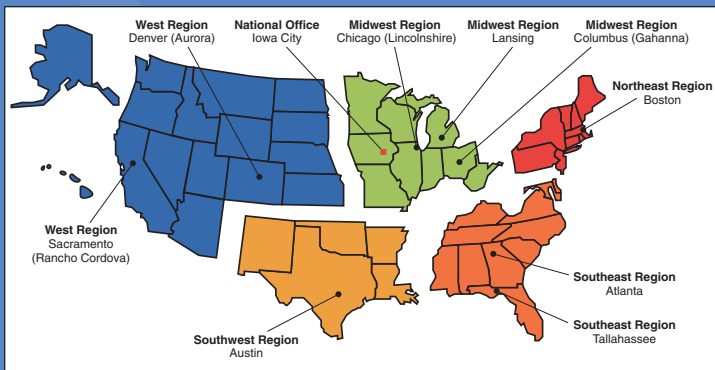 West Region
Denver (Aurora)
National Office
Iowa City
Midwest Region
Chicago (Lincolnshire)
Midwest Region
Lansing
Midwest Region
Columbus (Gahanna)
Northeast Region
Boston
West Region
Sacramento
(Rancho Cordova)
Southeast Region
Atlanta
Southeast Region
Tallahassee
Southwest Region
Austin